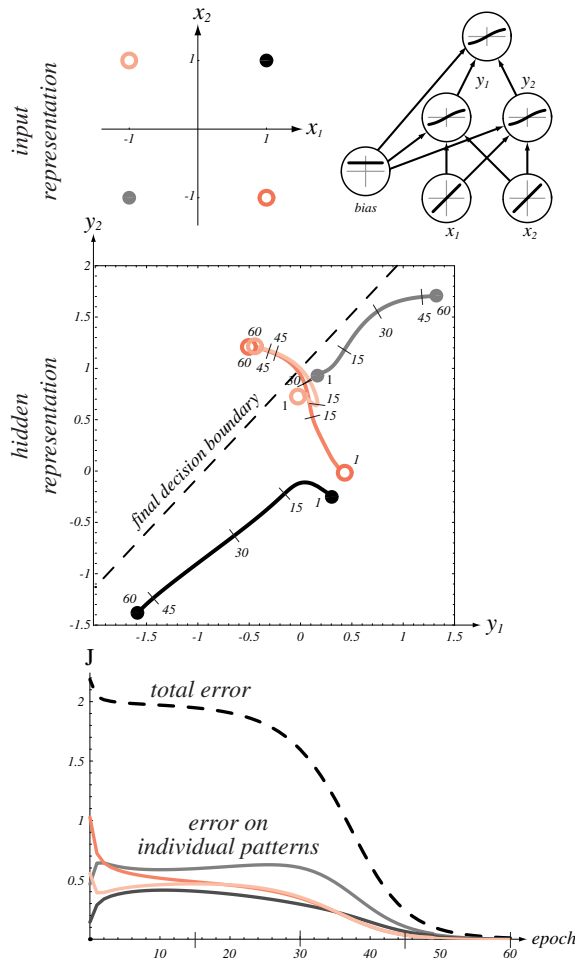 x2
1
-1
1
x1
-1
input
representation
y1
y2
bias
x1
x2
y2
2
1.5
1
0.5
0
-0.5
-1
-1.5
-1.5
-1
-0.5
0
0.5
1
1.5
y1
hidden
representation
final decision boundary
60
45
60
45
30
1
15
15
1
1
15
30
45
60
1
15
30
45
60
J
2
1.5
1
0.5
total error
error on
individual patterns
10
20
30
40
50
60
epoch